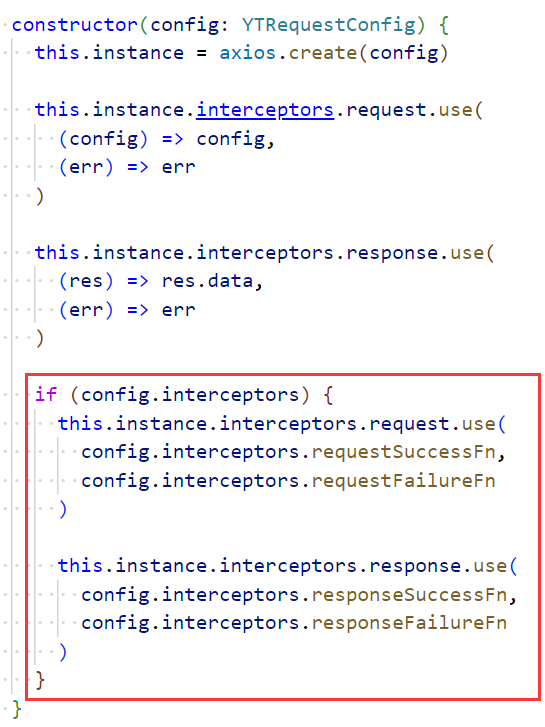 constructor(config: YTRequestConfig) {
this.instance = axios.create(config)
this.instance.interceptors.request.use(
(config) => config,
(err) => err
)
this.instance.interceptors.response.use(
(res) => res.data,
(err) => err
)
if (config.interceptors) {
this.instance.interceptors.request.use(
config.interceptors.requestSuccessFn,
config.interceptors.requestFailureFn
)
this.instance.interceptors.response.use(
config.interceptors.responseSuccessFn,
config.interceptors.responseFailureFn
)
}
}